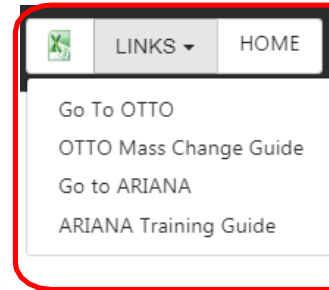 LINKS HOME
Go To OTTO
OTTO Mass Change Guide
Go to ARIANA
ARIANA Training Guide